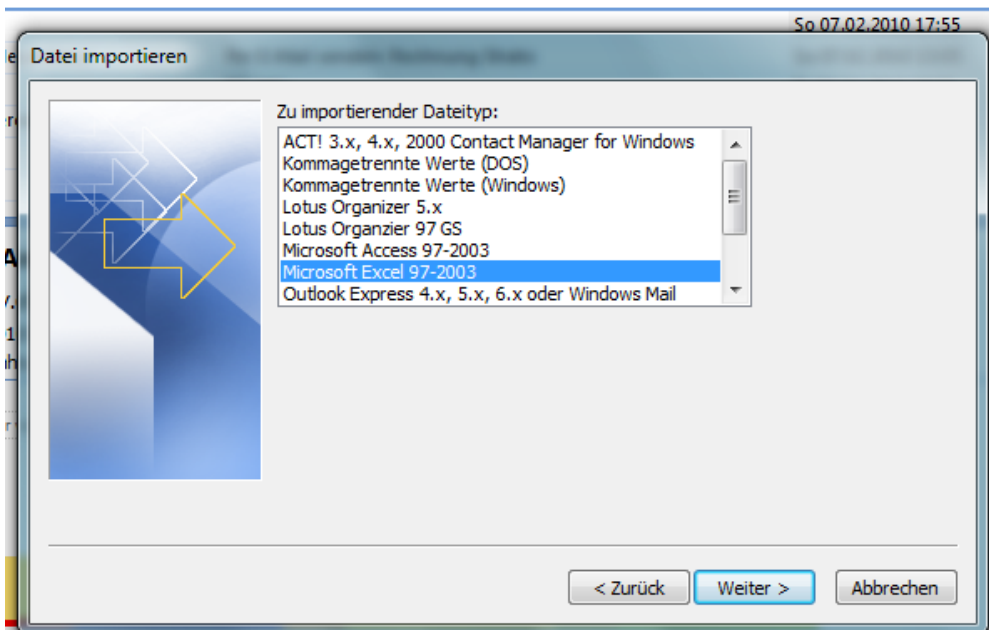 So 07.02.2010 17:55
Datei importieren
Zu importierender Dateityp:
ACT! 3.x, 4.x, 2000 Contact Manager for Windows
Kommagetrennte Werte (DOS)
Kommagetrennte Werte (Windows)
Lotus Organizer 5.x
Lotus Organzier 97 GS
Microsoft Access 97-2003
Microsoft Excel 97-2003
Outlook Express 4.x, 5.x, 6.x oder Windows Mail
< Zurück
Weiter >
Abbrechen